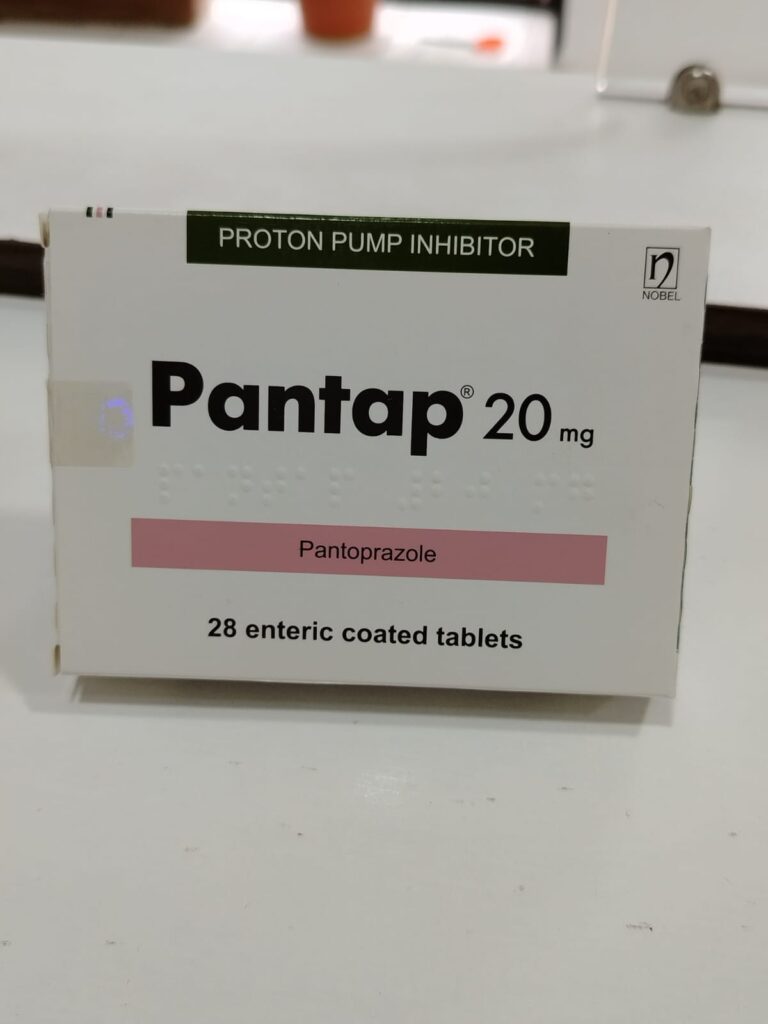 PROTON PUMP INHIBITOR
n
NOBEL
Pantap® 20 mg
Pantoprazole
28 enteric coated tablets